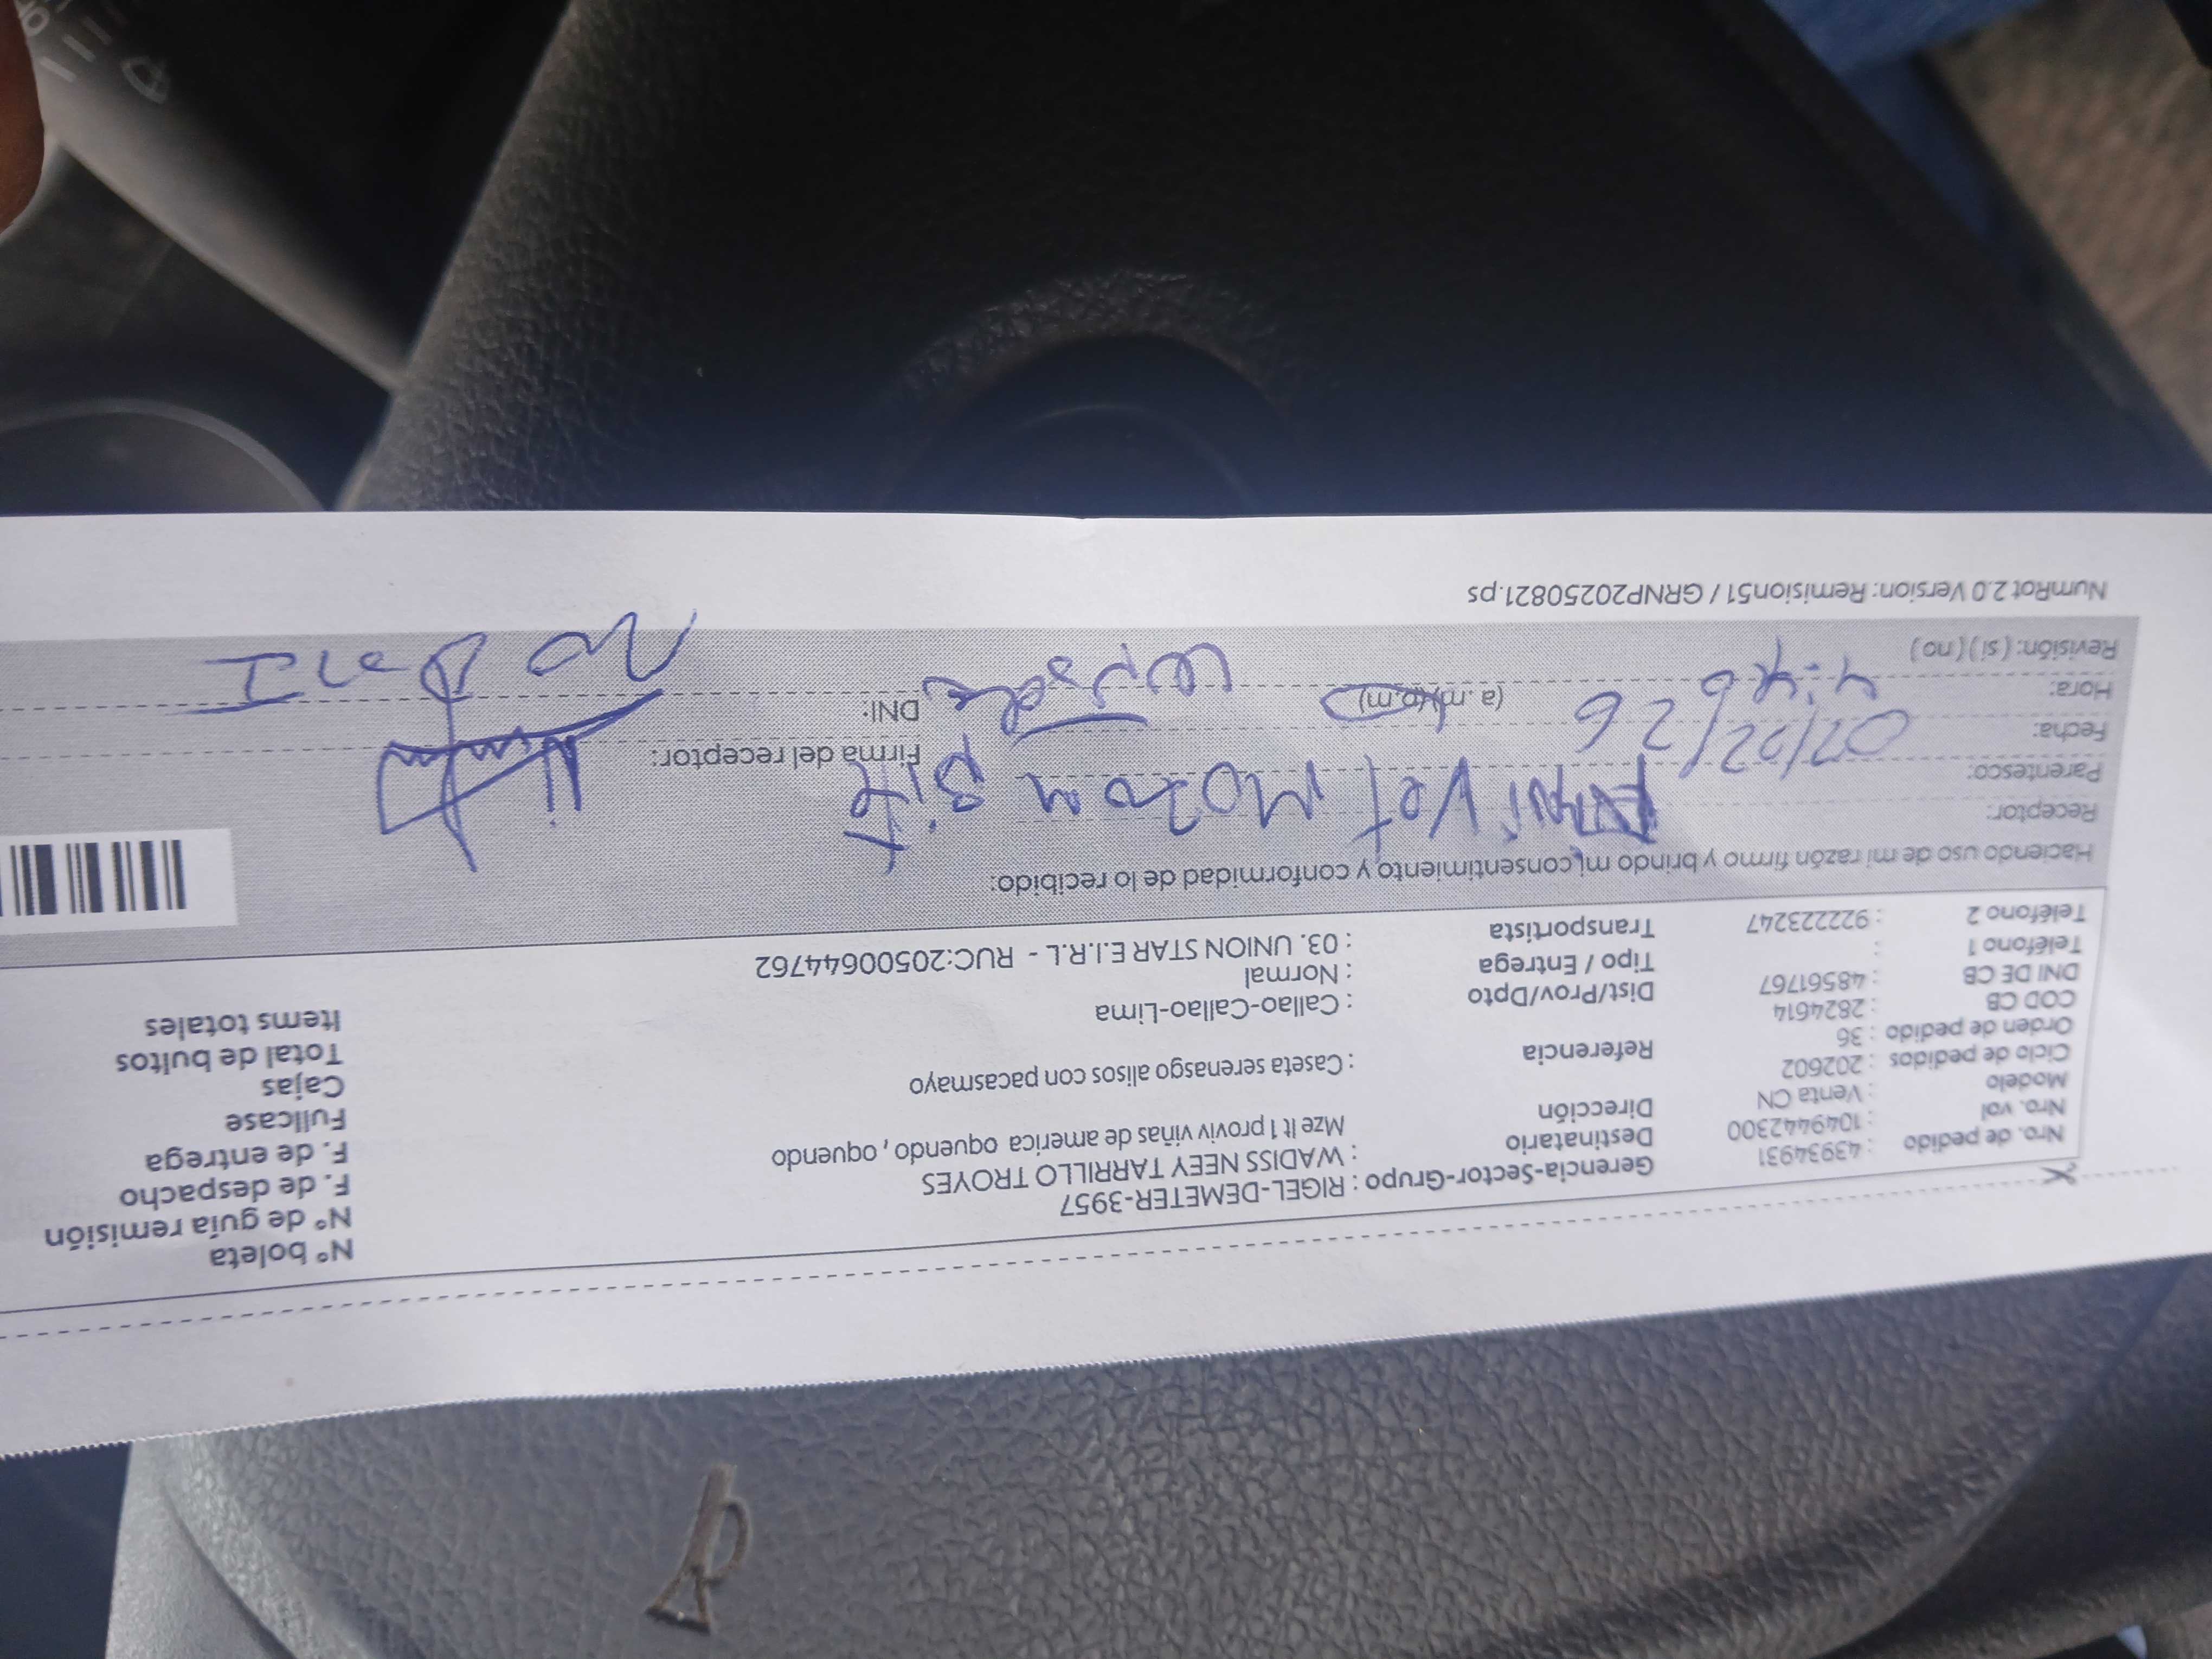 Nro. de pedido : 43934931
Nro. vol : 1049442300
Modelo : Venta CN
Ciclo de pedidos : 202602
Orden de pedido : 36
COD CB : 2824614
DNI DE CB : 48561767
Teléfono 1 :
Teléfono 2 : 922223247
Gerencia-Sector-Grupo : RIGEL-DEMETER-3957
Destinatario : WADISS NEEY TARRILLO TROYES
Dirección Mze lt 1 proviv viñas de america oquendo , oquendo
Referencia : Caseta serenasgo alisos con pacasmayo
Dist/Prov/Dpto : Callao-Callao-Lima
Tipo / Entrega : Normal
Transportista : 03. UNION STAR E.I.R.L - RUC:20500644762
N° boleta
N° de guía remisión
F. de despacho
F. de entrega
Fullcase
Cajas
Total de bultos
Items totales
Haciendo uso de mi razón firmo y brindo mi consentimiento y conformidad de lo recibido:
Receptor:
Parentesco:
Fecha: 07/02/26
Hora: 4:46 (a.m)(p.m)
Revisión: ( si ) ( no )
Firma del receptor:
DNI: no
NumRot 2.0 Version: Remision51 / GRNP20250821.ps